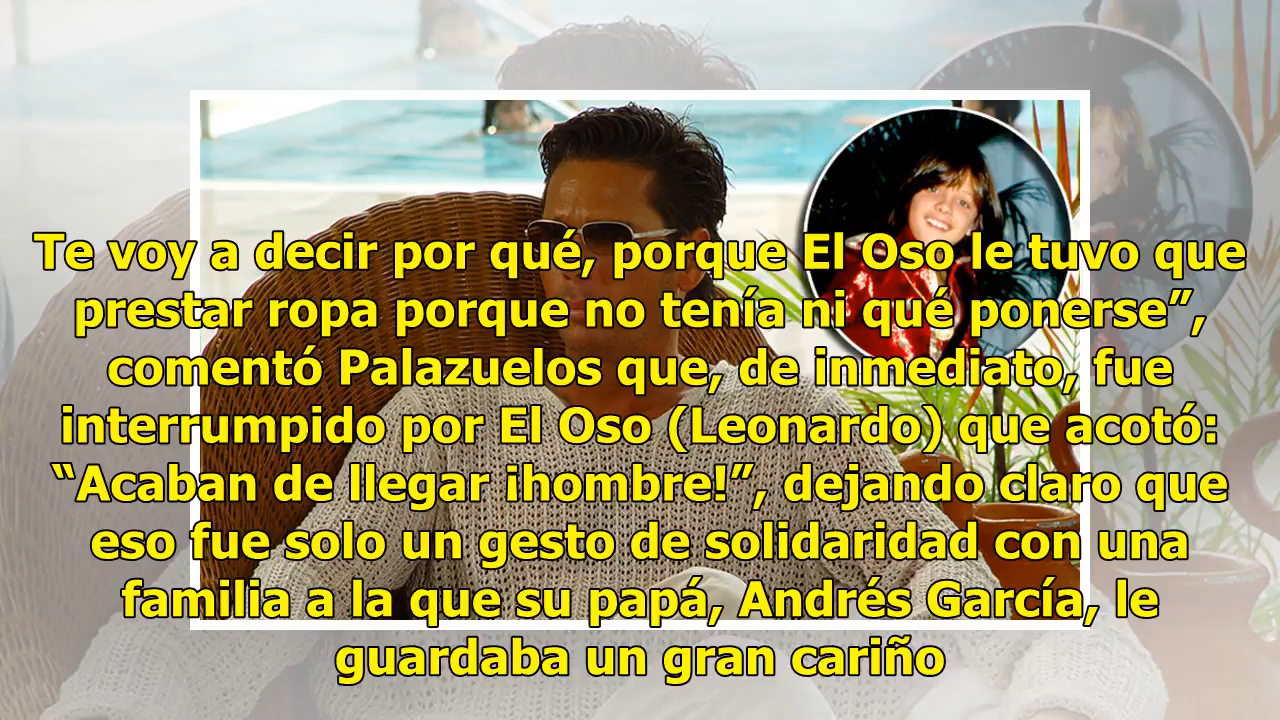 Te voy a decir por qué, porque El Oso le tuvo que
prestar ropa porque no tenía ni qué ponerse”,
comentó Palazuelos que, de inmediato, fue
interrumpido por El Oso (Leonardo) que acotó:
“Acaban de llegar ¡hombre!”, dejando claro que
eso fue solo un gesto de solidaridad con una
familia a la que su papá, Andrés García, le
guardaba un gran cariño